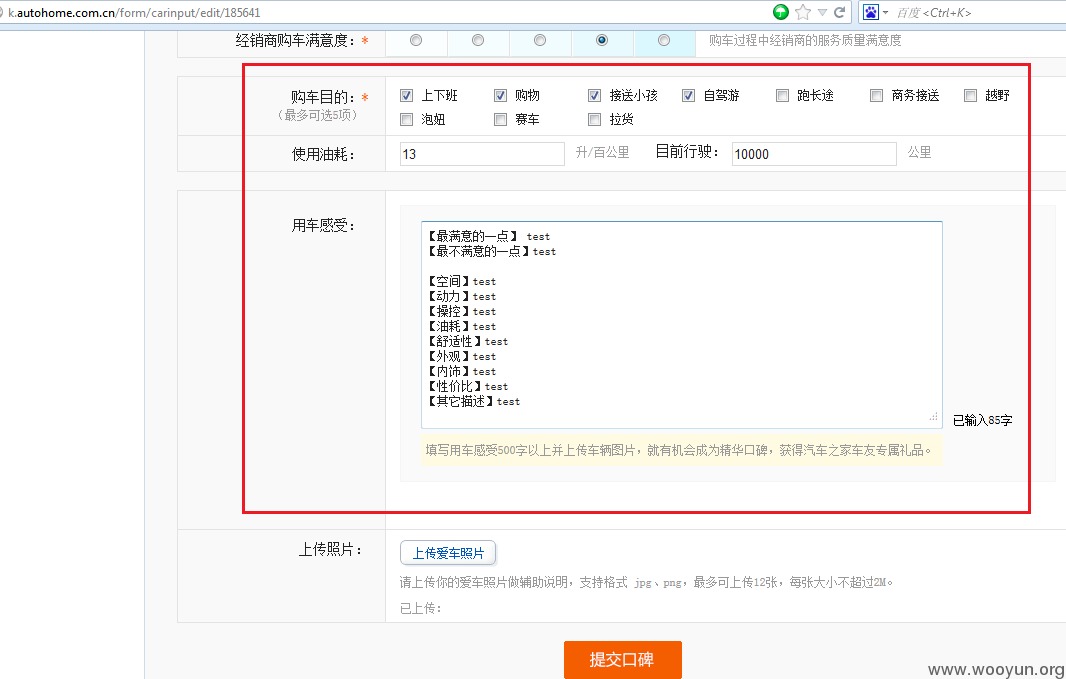 k.autohome.com.cn/form/carinput/edit/185641
百度 <Ctrl+K>
经销商购车满意度：*
购车过程中经销商的服务质量满意度
购车目的：* 上下班 购物 接送小孩 自驾游 跑长途 商务接送 越野
（最多可选5项） 泡妞 赛车 拉货
使用油耗： 13 升/百公里 目前行驶： 10000 公里
用车感受：
【最满意的一点】 test
【最不满意的一点】test
【空间】test
【动力】test
【操控】test
【油耗】test
【舒适性】test
【外观】test
【内饰】test
【性价比】test
【其它描述】test
已输入85字
填写用车感受500字以上并上传车辆图片，就有机会成为精华口碑，获得汽车之家车友专属礼品。
上传照片：
上传爱车照片
请上传你的爱车照片做辅助说明，支持格式 jpg、png，最多可上传12张，每张大小不超过2M。
已上传：
提交口碑
www.wooyun.org